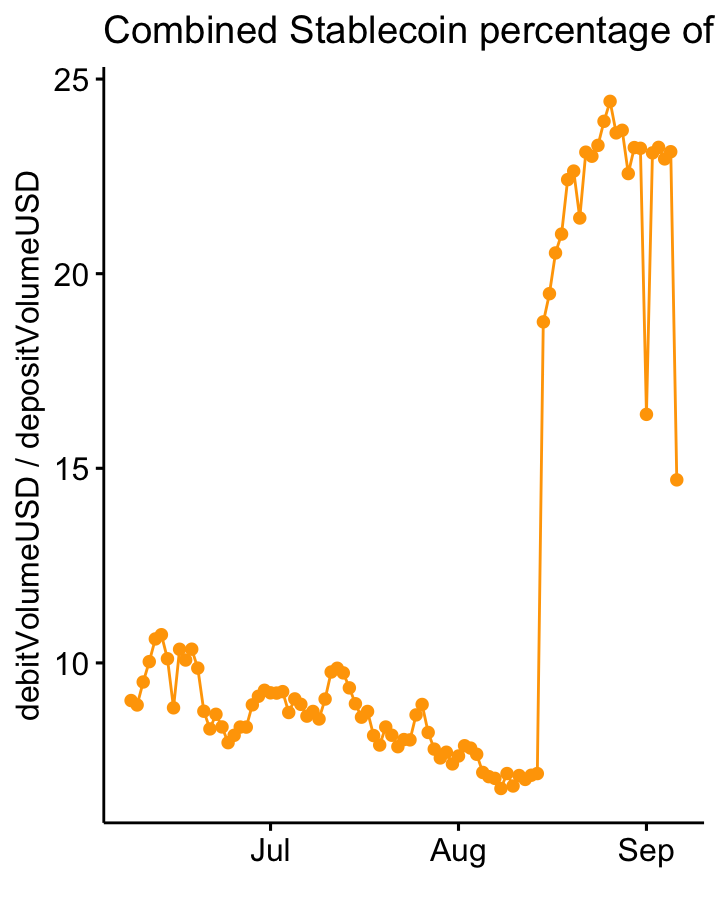 Combined Stablecoin percentage of
debitVolumeUSD / depositVolumeUSD
25
20
15
10
Jul Aug Sep